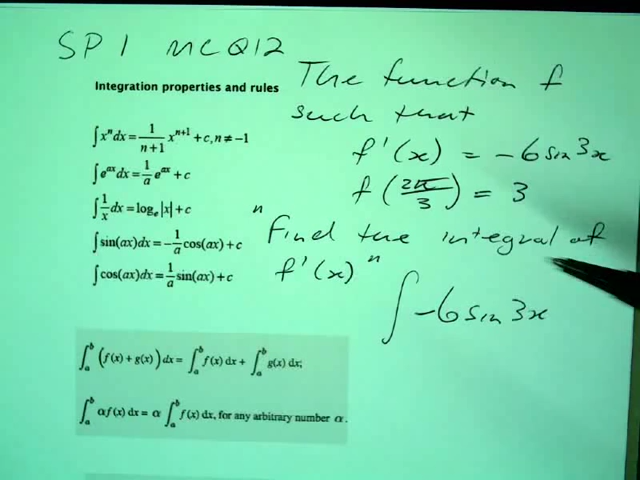 SP1 MCQ12
Integration properties and rules
The function f
such that
∫xⁿdx = 1/(n+1) xⁿ⁺¹ + c, n ≠ -1
f'(x) = -6 sin 3x
∫eᵃˣdx = 1/a eᵃˣ + c
f(2π/3) = 3
∫1/x dx = logₑ|x| + c
" Find the integral of
f'(x) "
∫sin(ax)dx = -1/a cos(ax) + c
∫cos(ax)dx = 1/a sin(ax) + c
∫ -6 sin 3x
∫ₐᵇ (f(x) + g(x)) dx = ∫ₐᵇ f(x) dx + ∫ₐᵇ g(x) dx;
∫ₐᵇ αf(x) dx = α ∫ₐᵇ f(x) dx, for any arbitrary number α.